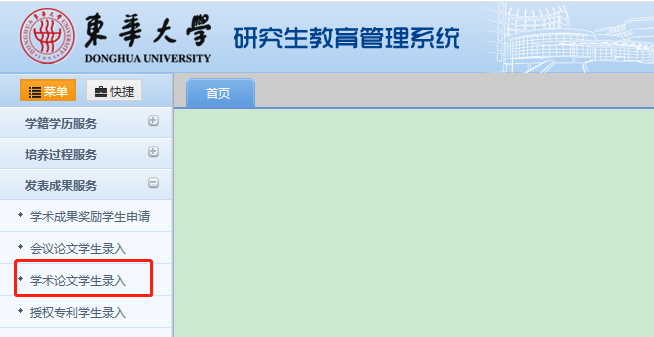 東華大學
DONGHUA UNIVERSITY
研究生教育管理系统
菜单
快捷
首页
学籍学历服务
培养过程服务
发表成果服务
学术成果奖励学生申请
会议论文学生录入
学术论文学生录入
授权专利学生录入